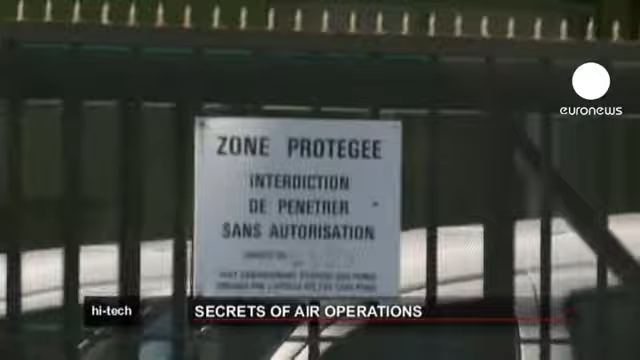 euronews
ZONE PROTEGEE
INTERDICTION
DE PENETRER
SANS AUTORISATION
hi-tech
SECRETS OF AIR OPERATIONS